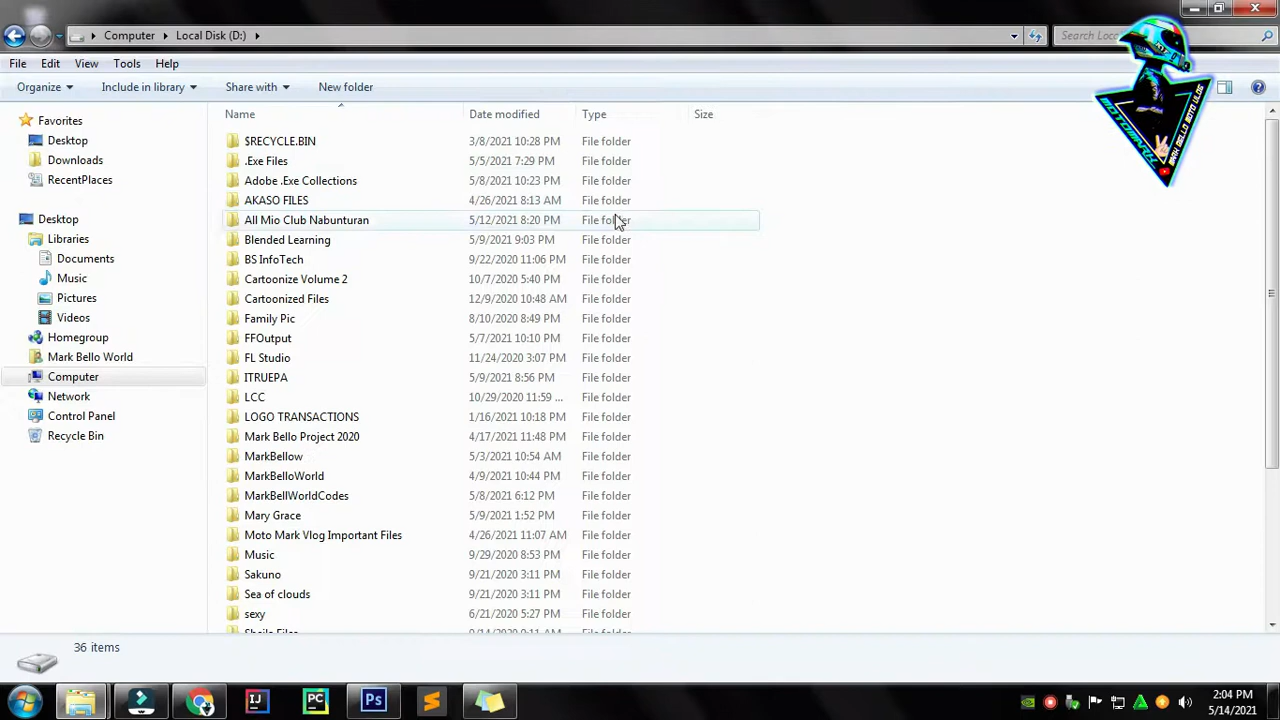 Computer Local Disk (D:) Search Loc
File Edit View Tools Help
Organize Include in library Share with New folder
Name Date modified Type Size
Favorites
Desktop
Downloads
RecentPlaces
Desktop
Libraries
Documents
Music
Pictures
Videos
Homegroup
Mark Bello World
Computer
Network
Control Panel
Recycle Bin
$RECYCLE.BIN 3/8/2021 10:28 PM File folder
.Exe Files 5/5/2021 7:29 PM File folder
Adobe .Exe Collections 5/8/2021 10:23 PM File folder
AKASO FILES 4/26/2021 8:13 AM File folder
All Mio Club Nabunturan 5/12/2021 8:20 PM File folder
Blended Learning 5/9/2021 9:03 PM File folder
BS InfoTech 9/22/2020 11:06 PM File folder
Cartoonize Volume 2 10/7/2020 5:40 PM File folder
Cartoonized Files 12/9/2020 10:48 AM File folder
Family Pic 8/10/2020 8:49 PM File folder
FFOutput 5/7/2021 10:10 PM File folder
FL Studio 11/24/2020 3:07 PM File folder
ITRUEPA 5/9/2021 8:56 PM File folder
LCC 10/29/2020 11:59 ... File folder
LOGO TRANSACTIONS 1/16/2021 10:18 PM File folder
Mark Bello Project 2020 4/17/2021 11:48 PM File folder
MarkBellow 5/3/2021 10:54 AM File folder
MarkBelloWorld 4/9/2021 10:44 PM File folder
MarkBellWorldCodes 5/8/2021 6:12 PM File folder
Mary Grace 5/9/2021 1:52 PM File folder
Moto Mark Vlog Important Files 4/26/2021 11:07 AM File folder
Music 9/29/2020 8:53 PM File folder
Sakuno 9/21/2020 3:11 PM File folder
Sea of clouds 9/21/2020 3:11 PM File folder
sexy 6/21/2020 5:27 PM File folder
File folder
36 items
MOTOMARK
MARK BELLO MOTO VLOG
IJ
PC
Ps
2:04 PM
5/14/2021